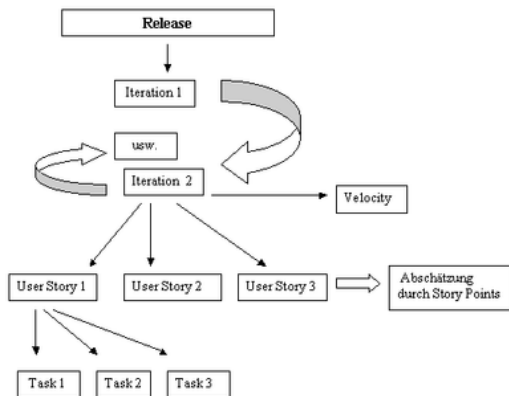 Release
Iteration 1
usw.
Iteration 2
Velocity
User Story 1
User Story 2
User Story 3
Abschätzung
durch Story Points
Task 1
Task 2
Task 3